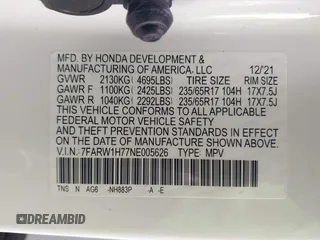 MFD. BY HONDA DEVELOPMENT &
MANUFACTURING OF AMERICA, LLC 12/21
GVWR 2130KG( 4695LBS) TIRE SIZE RIM SIZE
GAWR F 1100KG( 2425LBS) 235/65R17 104H 17X7.5J
GAWR R 1040KG( 2292LBS) 235/65R17 104H 17X7.5J
THIS VEHICLE CONFORMS TO ALL APPLICABLE
FEDERAL MOTOR VEHICLE SAFETY, BUMPER,
AND THEFT PREVENTION STANDARDS IN EFFECT
ON THE DATE OF MANUFACTURE SHOWN ABOVE.
V.I.N. 7FARW1H77NE005626 TYPE: MPV
TNS N AG6 -NH883P -A -E
DREAMBID
dreambid.com